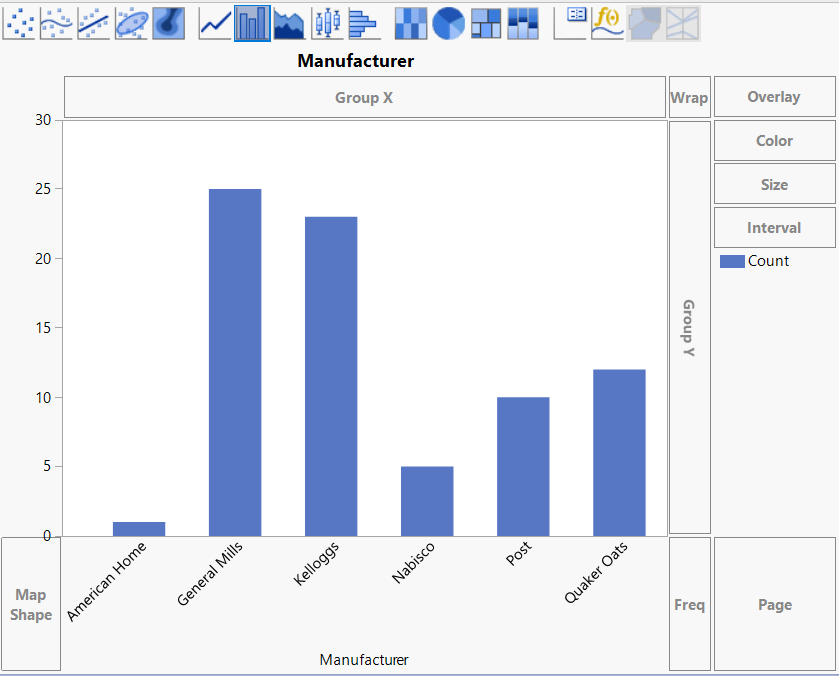 Manufacturer
Group X
Wrap
Overlay
Color
Size
Interval
Count
Group Y
30
25
20
15
10
5
0
American Home
General Mills
Kelloggs
Nabisco
Post
Quaker Oats
Manufacturer
Map
Shape
Freq
Page